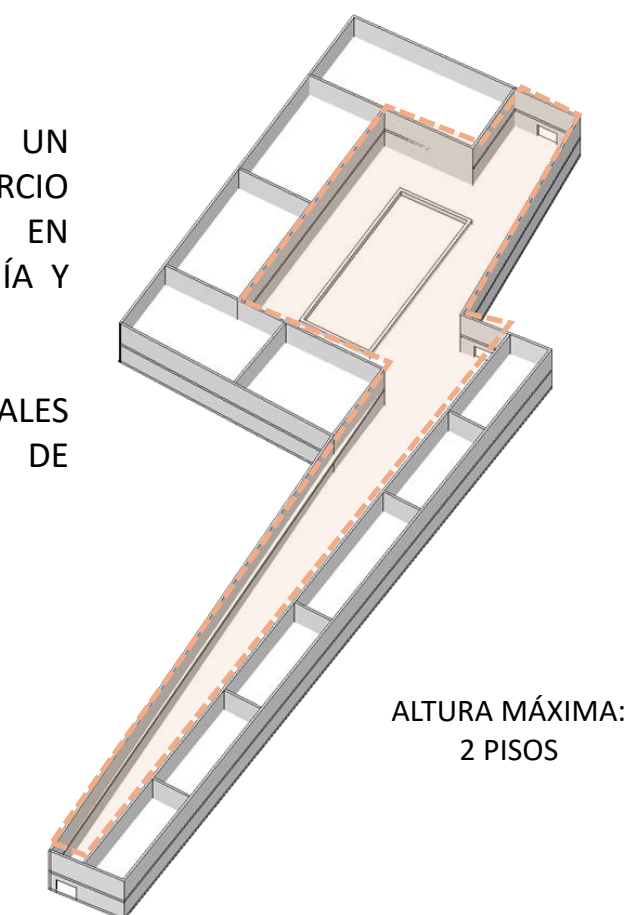 UN
RCIO
EN
ÍA Y
ALES
DE
ALTURA MÁXIMA:
2 PISOS